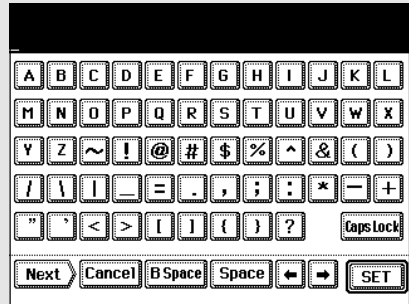 _
A B C D E F G H I J K L
M N O P Q R S T U V W X
Y Z ~ ! @ # $ % ^ & ( )
/ \ | _ = . , ; : * − +
" ' < > [ ] { } ? Caps Lock
Next Cancel B Space Space ← → SET